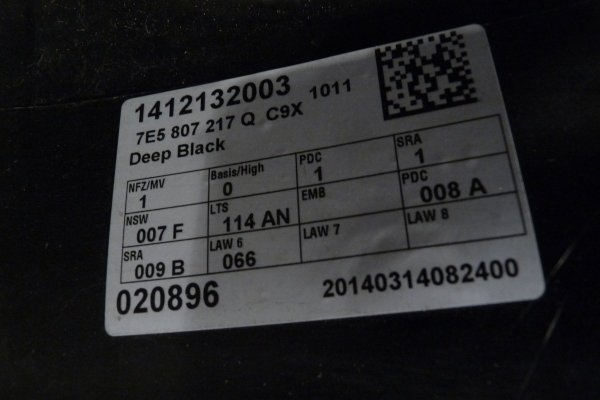 1412132003
7E5 807 217 Q C9X 1011
Deep Black
NFZ/MV Basis/High PDC SRA
1 0 1 1
NSW LTS EMB PDC
007 F 114 AN 008 A
SRA LAW 6 LAW 7 LAW 8
009 B 066
020896 20140314082400